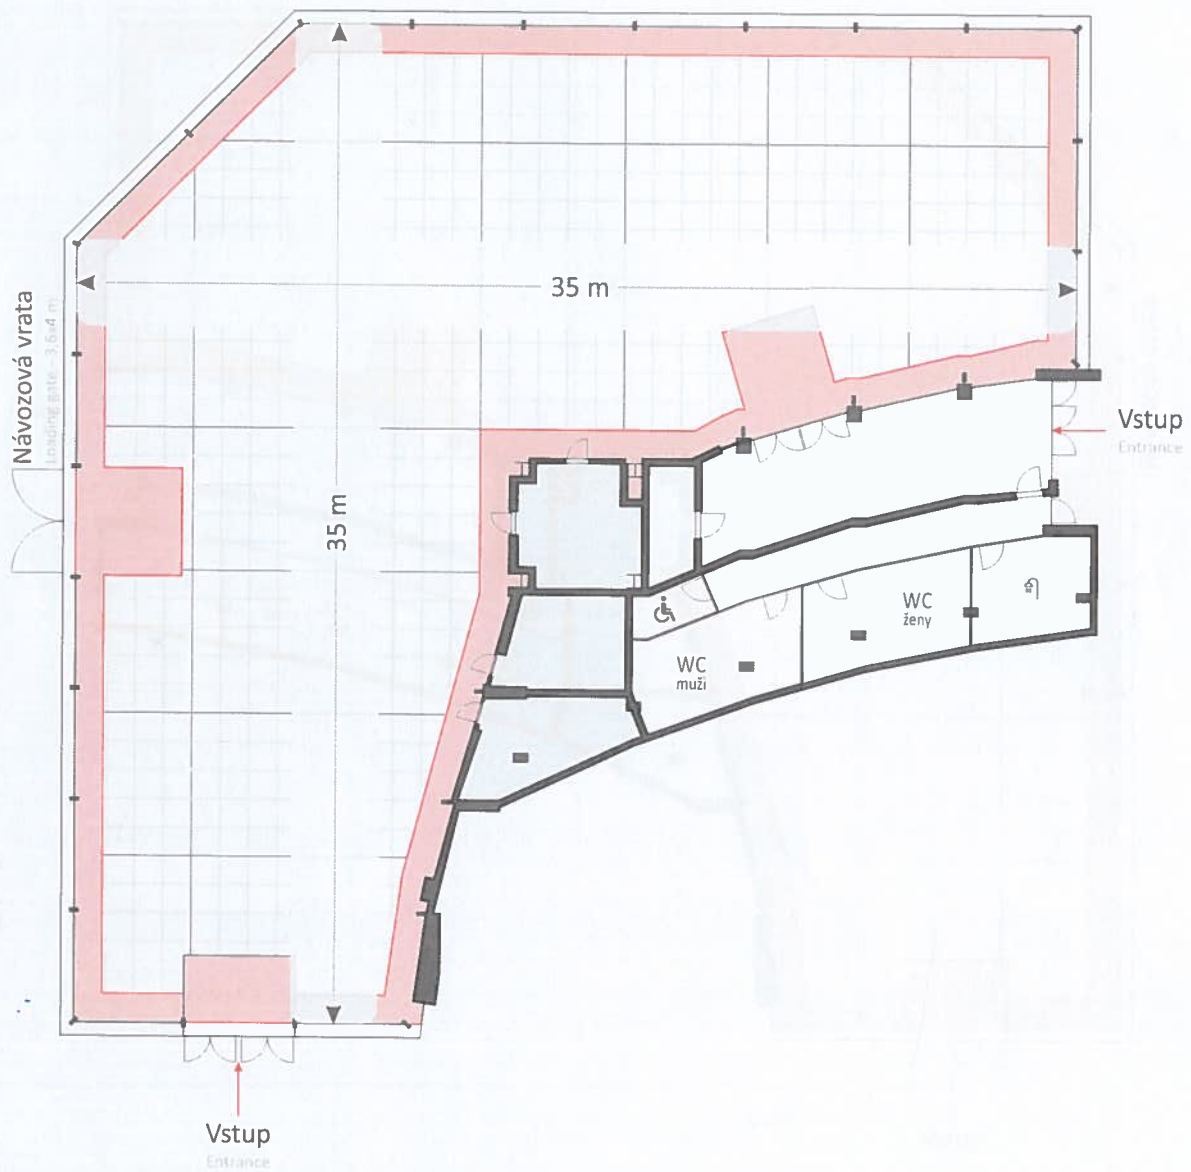 35 m
Návozová vrata
Loading gate - 3,6x4 m
Vstup
Entrance
35 m
WC
ženy
WC
muži
Vstup
Entrance